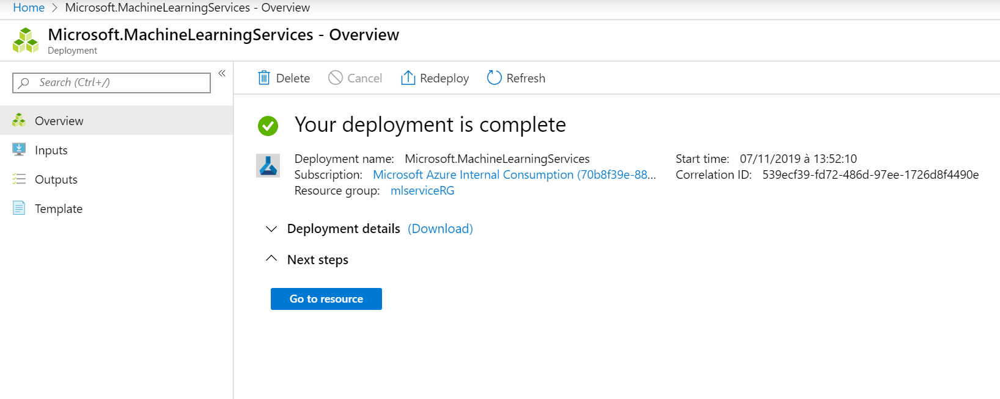 Home > Microsoft.MachineLearningServices - Overview
Microsoft.MachineLearningServices - Overview
Deployment
Search (Ctrl+/)
«
Delete
Cancel
Redeploy
Refresh
Overview
Inputs
Outputs
Template
Your deployment is complete
Deployment name: Microsoft.MachineLearningServices
Subscription: Microsoft Azure Internal Consumption (70b8f39e-88...
Resource group: mlserviceRG
Start time: 07/11/2019 à 13:52:10
Correlation ID: 539ecf39-fd72-486d-97ee-1726d8f4490e
Deployment details (Download)
Next steps
Go to resource